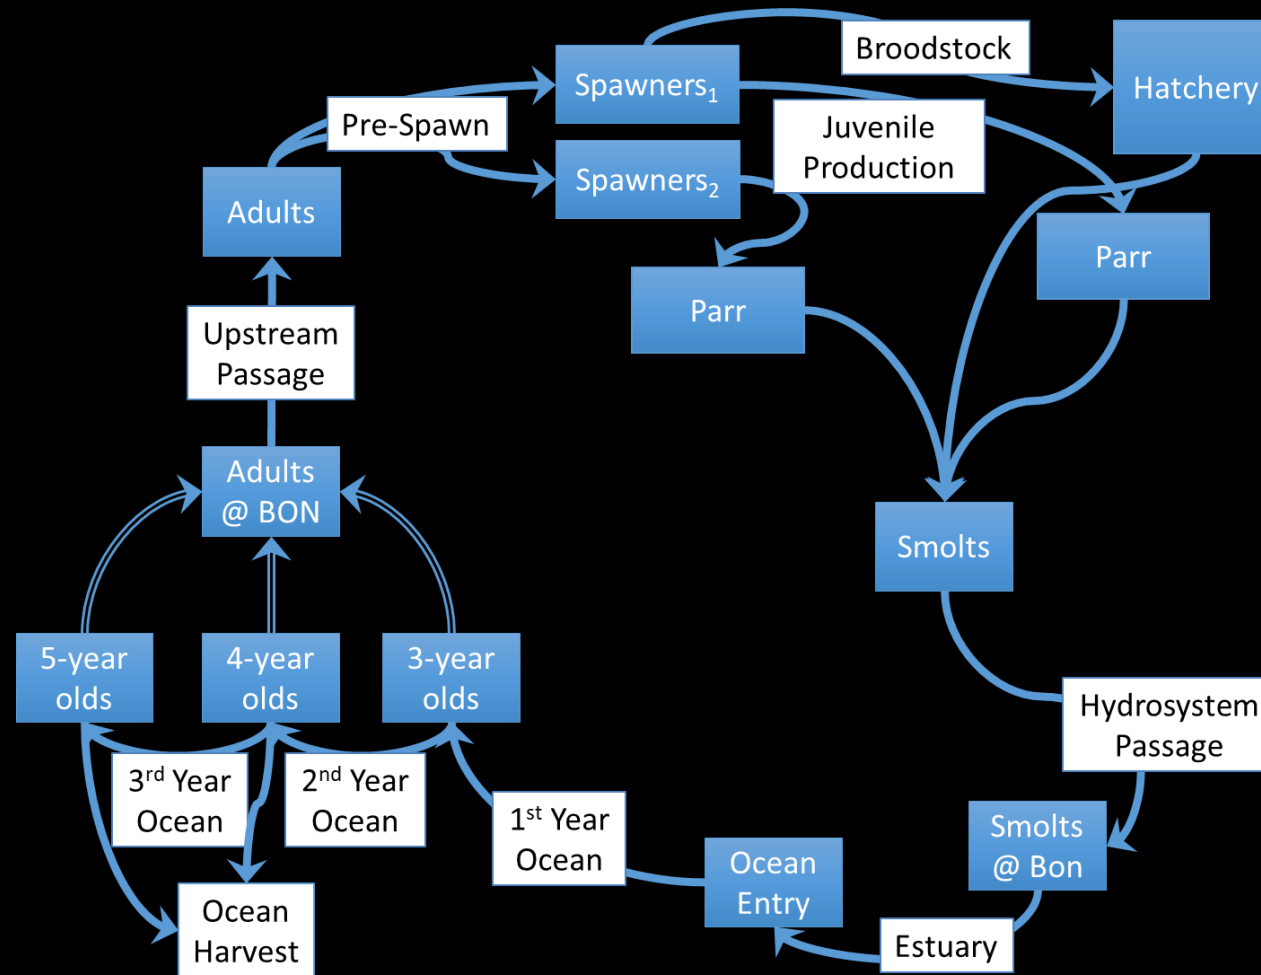 Broodstock
Spawners₁
Hatchery
Pre-Spawn
Juvenile
Production
Spawners₂
Adults
Parr
Parr
Upstream
Passage
Adults
@ BON
Smolts
5-year
olds
4-year
olds
3-year
olds
Hydrosystem
Passage
3rd Year
Ocean
2nd Year
Ocean
1st Year
Ocean
Smolts
@ Bon
Ocean
Entry
Ocean
Harvest
Estuary